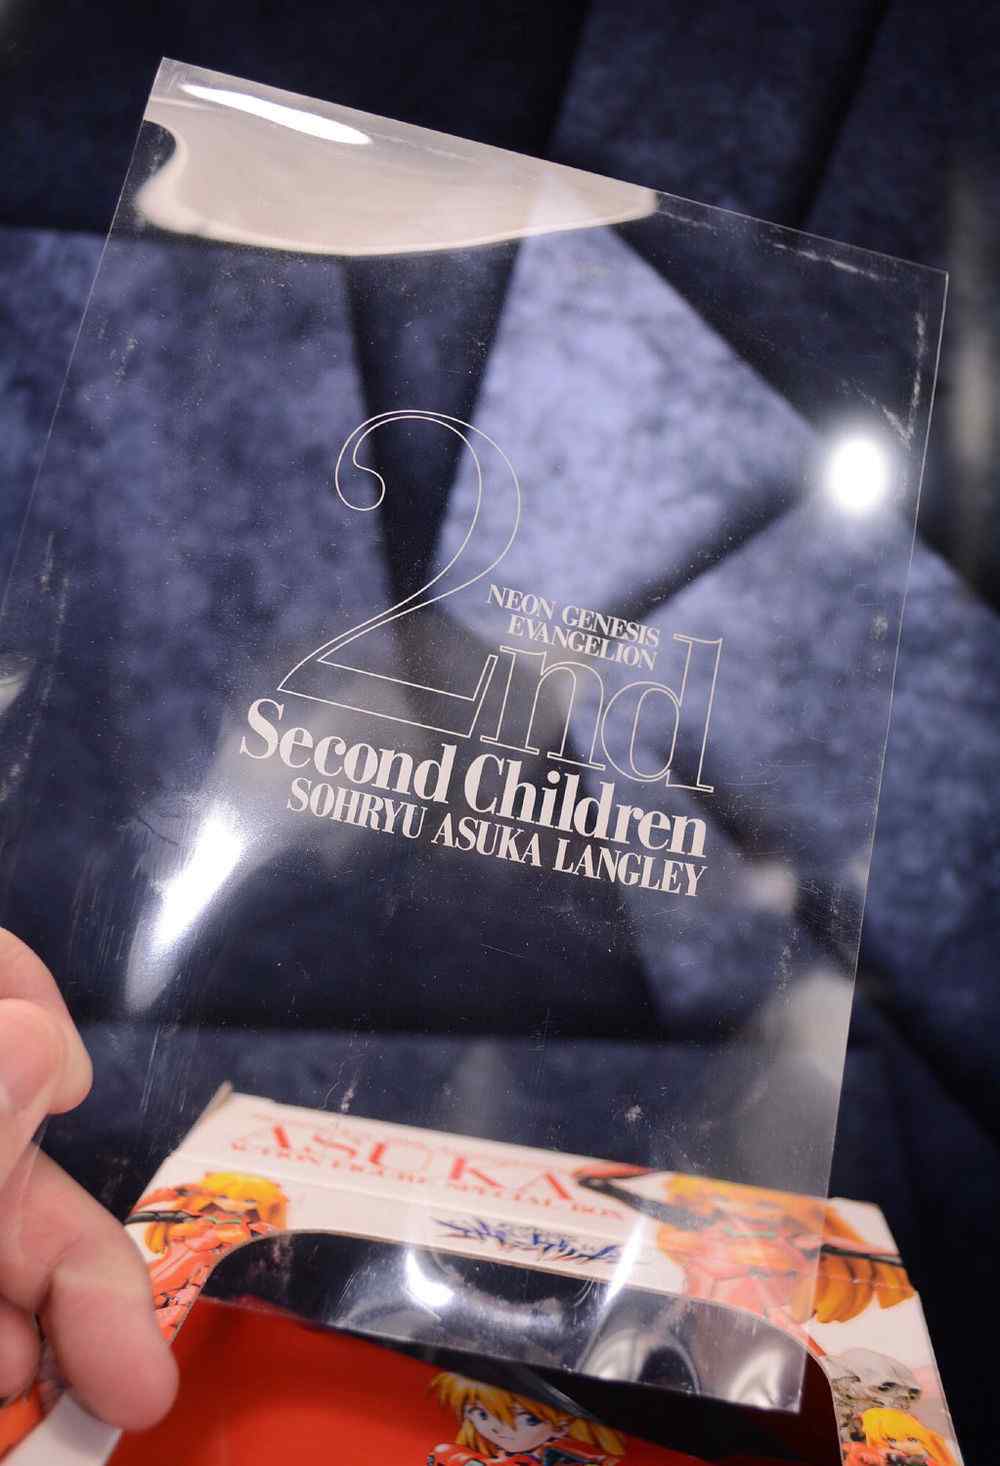 2nd
NEON GENESIS
EVANGELION
Second Children
SOHRYU ASUKA LANGLEY
ASUKA